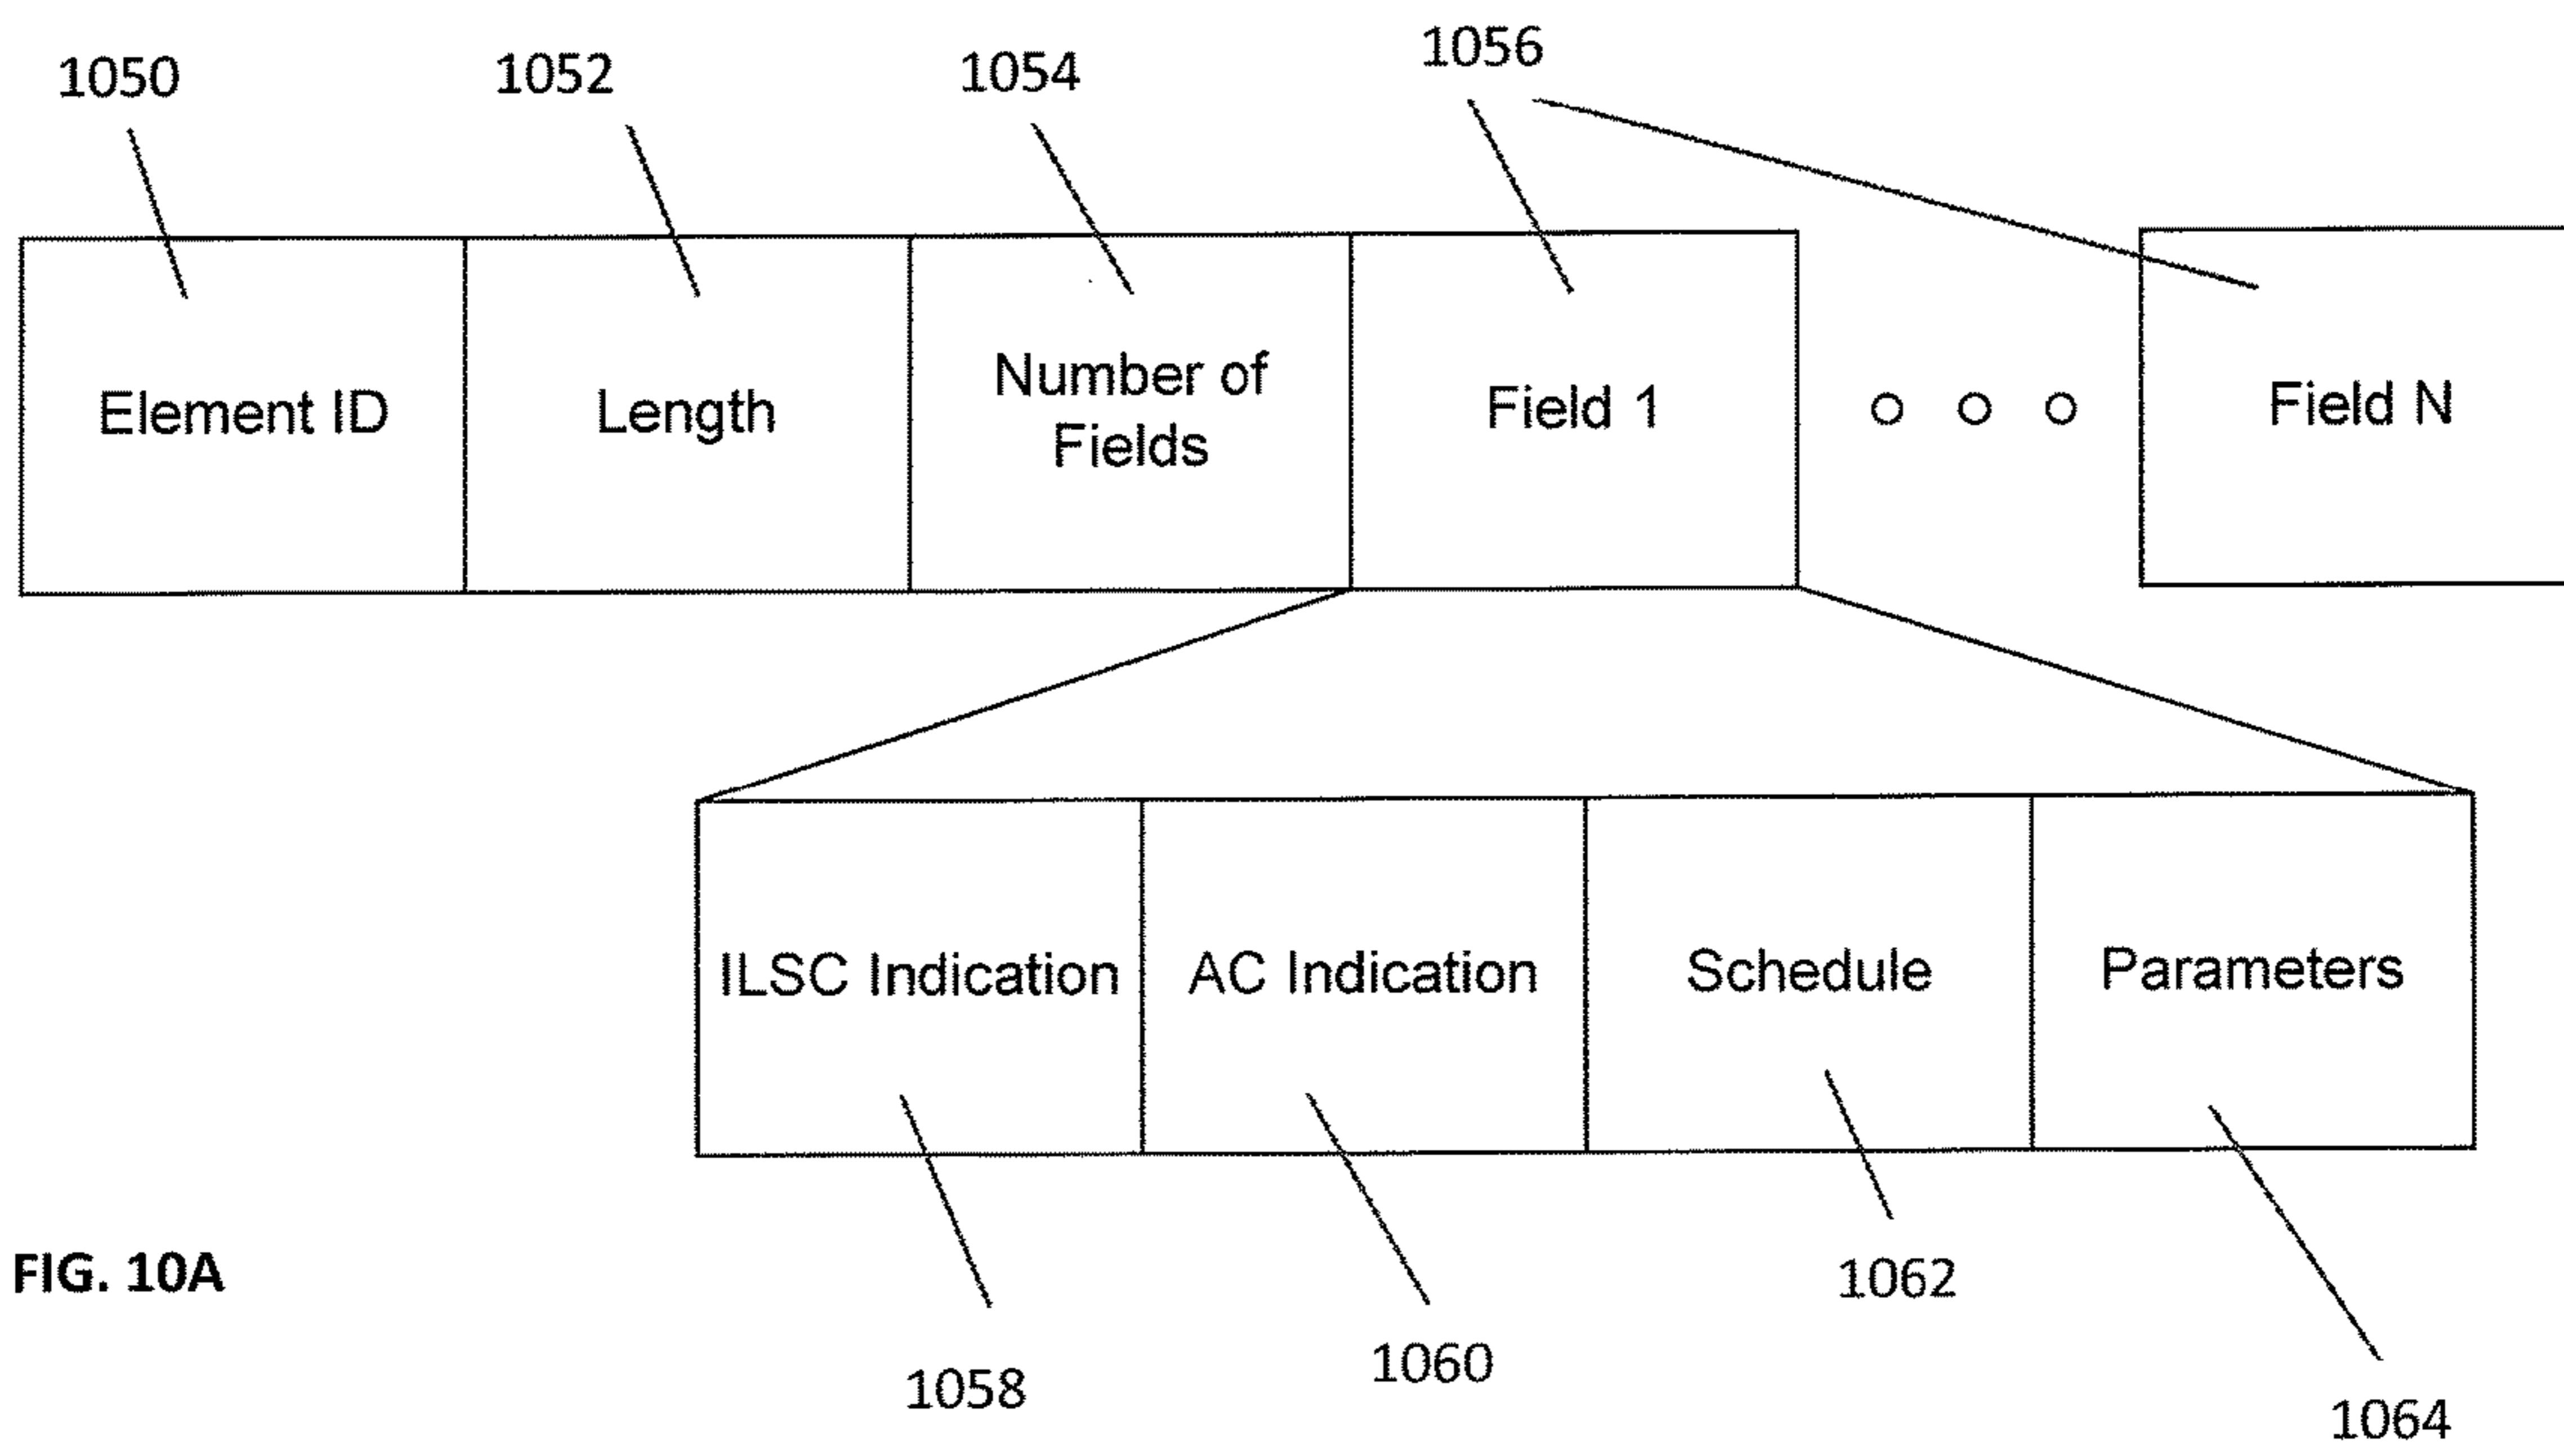 1050
1052
1054
1056
Element ID
Length
Number of
Fields
Field 1
Field N
ILSC Indication
AC Indication
Schedule
Parameters
FIG. 10A
1058
1060
1062
1064